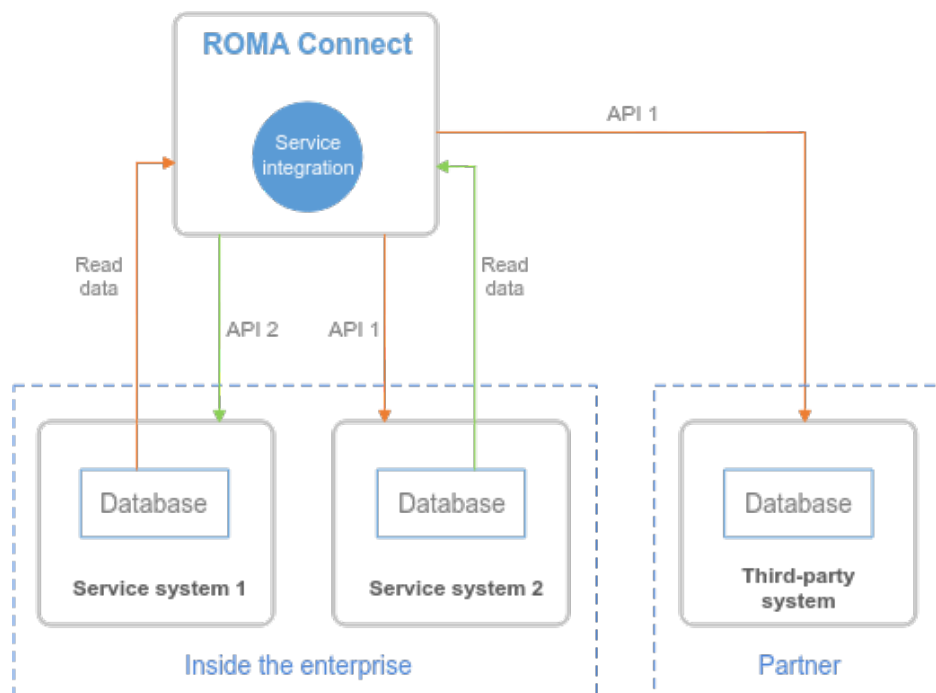 ROMA Connect
API 1
Service
integration
Read
data
Read
data
API 2
API 1
Database
Database
Database
Service system 1
Service system 2
Third-party
system
Inside the enterprise
Partner